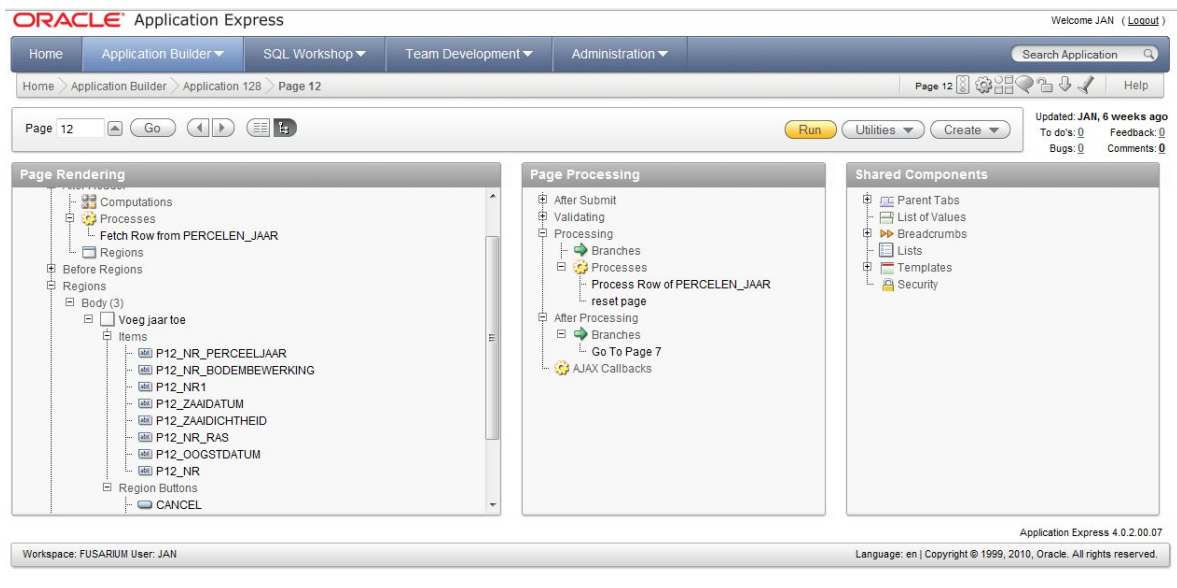 ORACLE Application Express
Welcome JAN ( Logout )
Home
Application Builder
SQL Workshop
Team Development
Administration
Search Application
Home
Application Builder
Application 128
Page 12
Page 12
Help
Page 12
Go
Run
Utilities
Create
Updated: JAN, 6 weeks ago
To do's: 0 Feedback: 0
Bugs: 0 Comments: 0
Page Rendering
After Header
Computations
Processes
Fetch Row from PERCELEN_JAAR
Regions
Before Regions
Regions
Body (3)
Voeg jaar toe
Items
P12_NR_PERCEELJAAR
P12_NR_BODEMBEWERKING
P12_NR1
P12_ZAAIDATUM
P12_ZAAIDICHTHEID
P12_NR_RAS
P12_OOGSTDATUM
P12_NR
Region Buttons
CANCEL
Page Processing
After Submit
Validating
Processing
Branches
Processes
Process Row of PERCELEN_JAAR
reset page
After Processing
Branches
Go To Page 7
AJAX Callbacks
Shared Components
Parent Tabs
List of Values
Breadcrumbs
Lists
Templates
Security
Application Express 4.0.2.00.07
Workspace: FUSARIUM User: JAN
Language: en | Copyright © 1999, 2010, Oracle. All rights reserved.